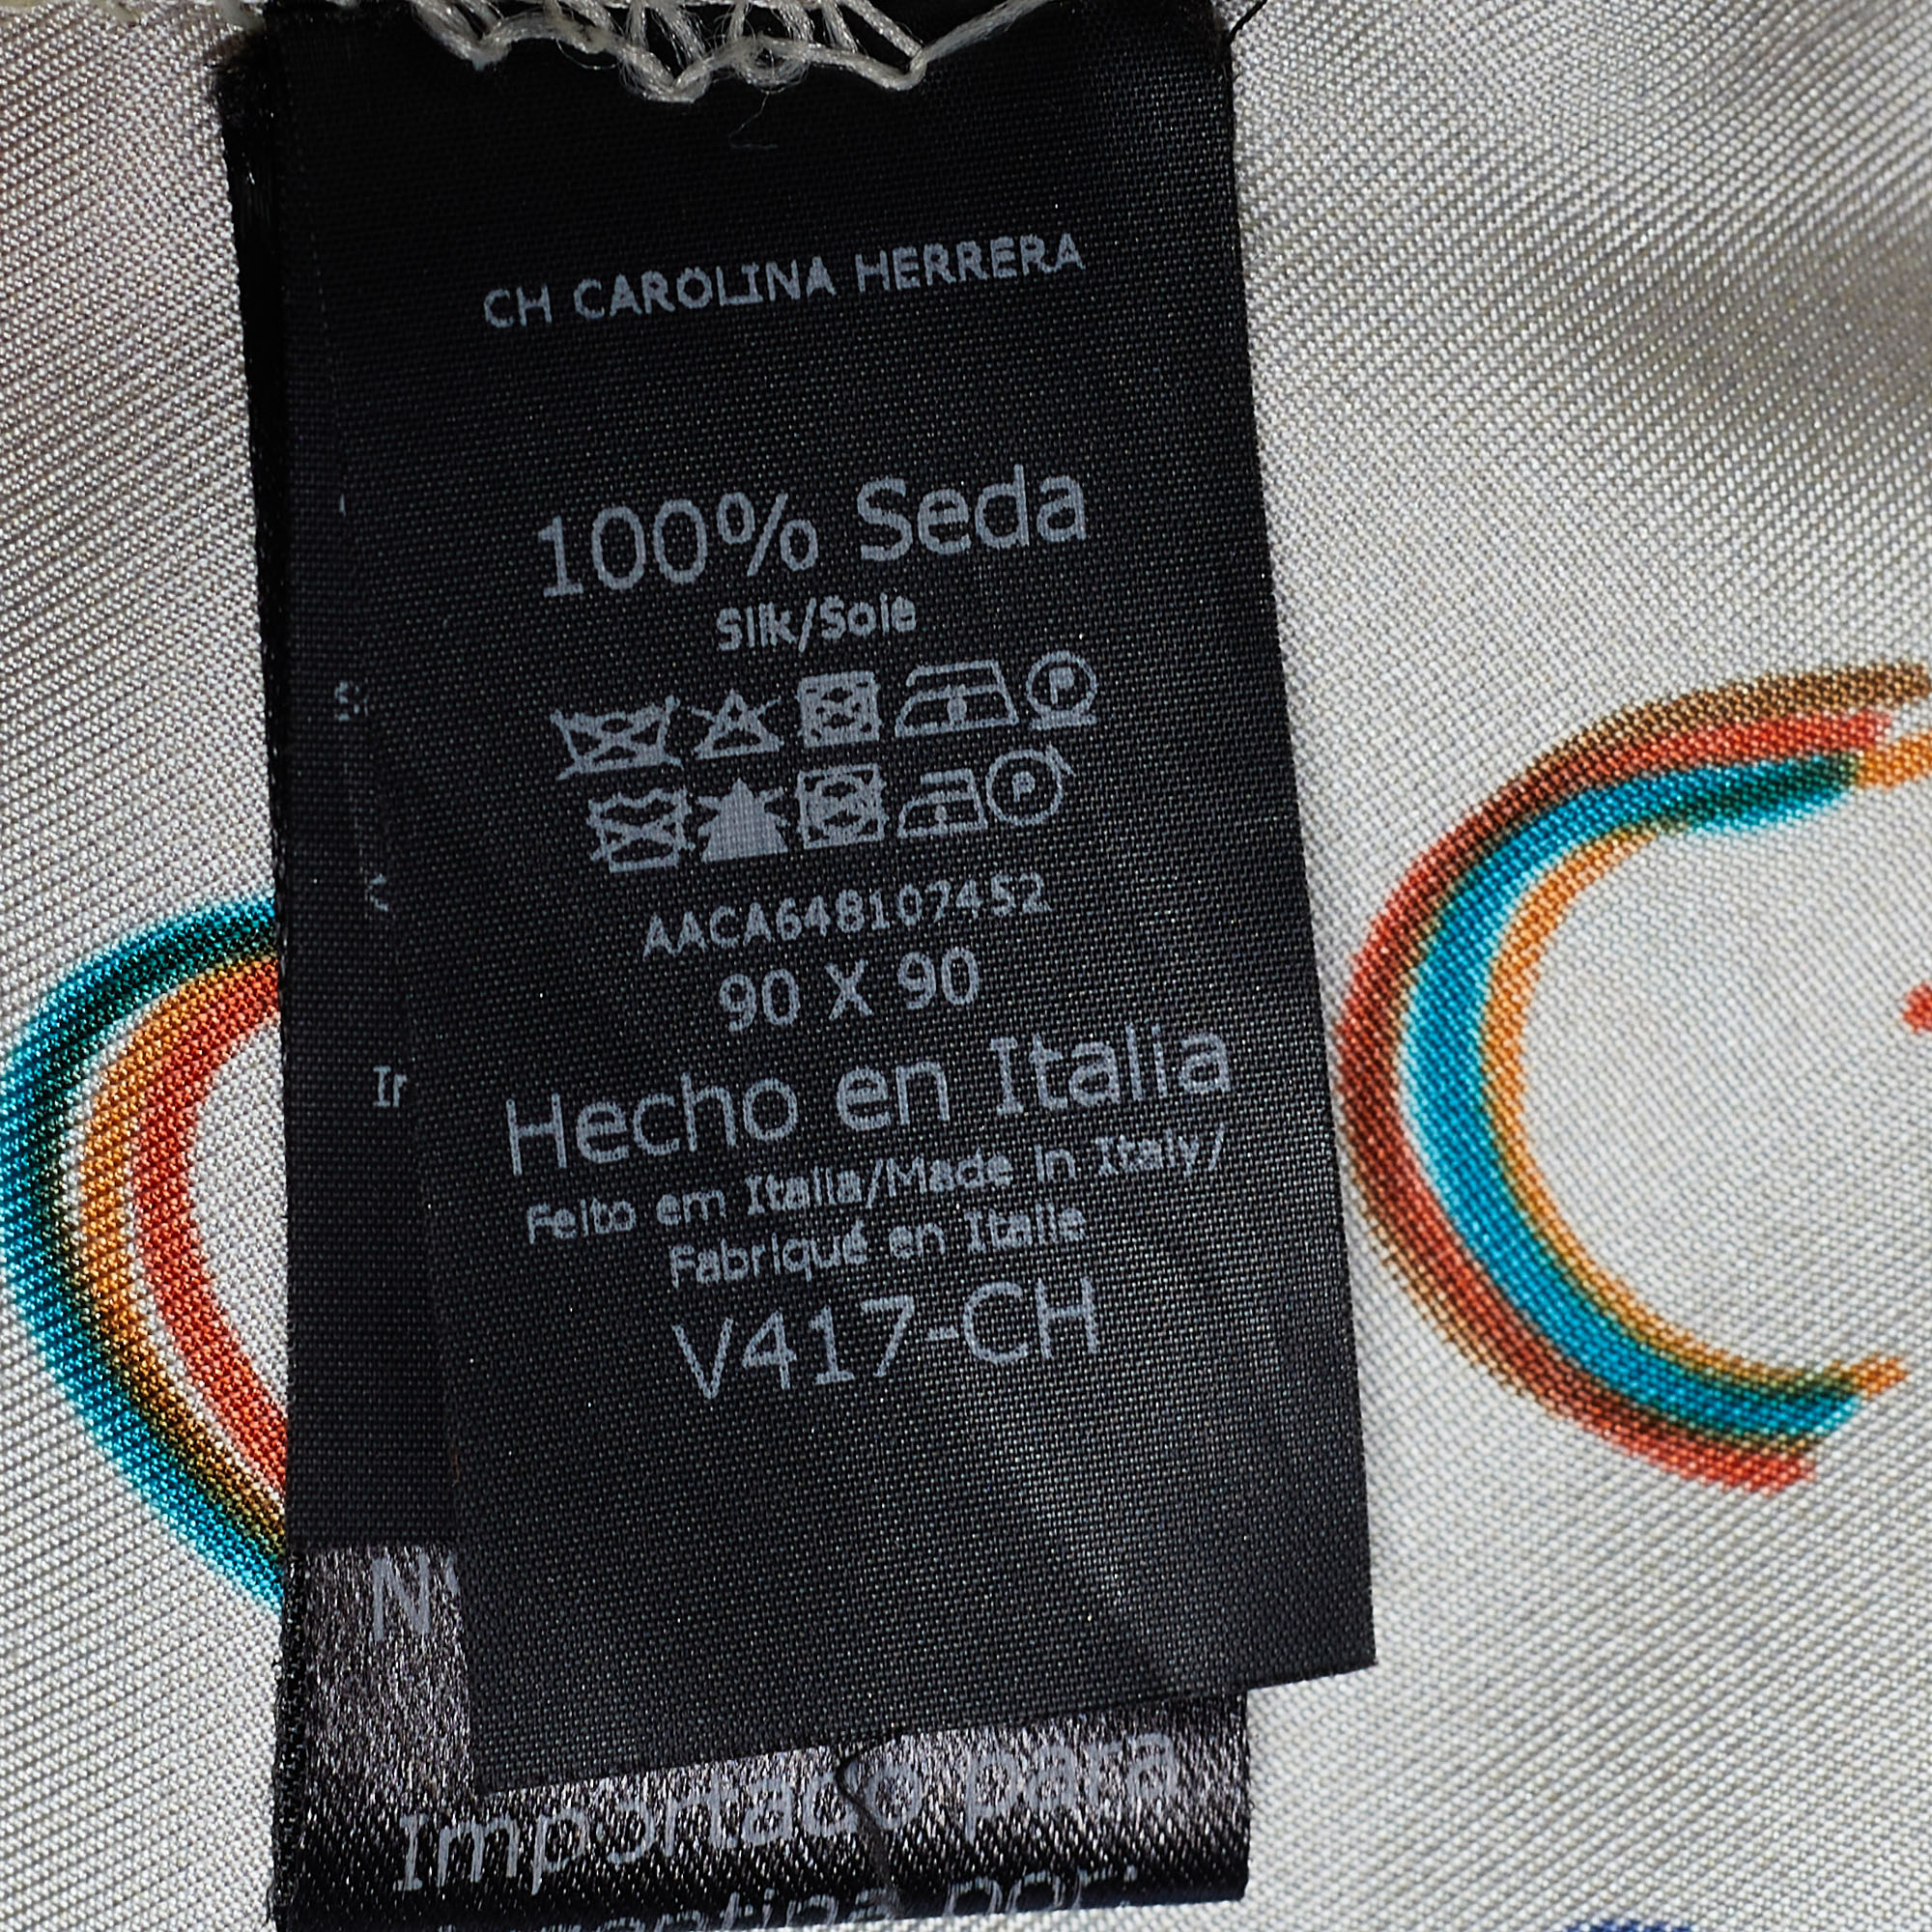 CH CAROLINA HERRERA
100% Seda
Silk/Soie
P
P
AACA648107452
90 X 90
Hecho en Italia
Feito em Italia/Made in Italy/
Fabriqué en Italie
V417-CH
Importado para
por: